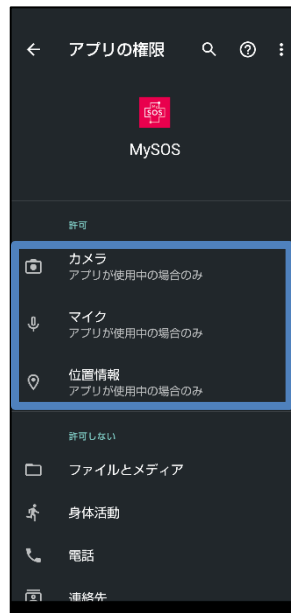 アプリの権限
SOS
MySOS
許可
カメラ
アプリが使用中の場合のみ
マイク
アプリが使用中の場合のみ
位置情報
アプリが使用中の場合のみ
許可しない
ファイルとメディア
身体活動
電話
連絡先